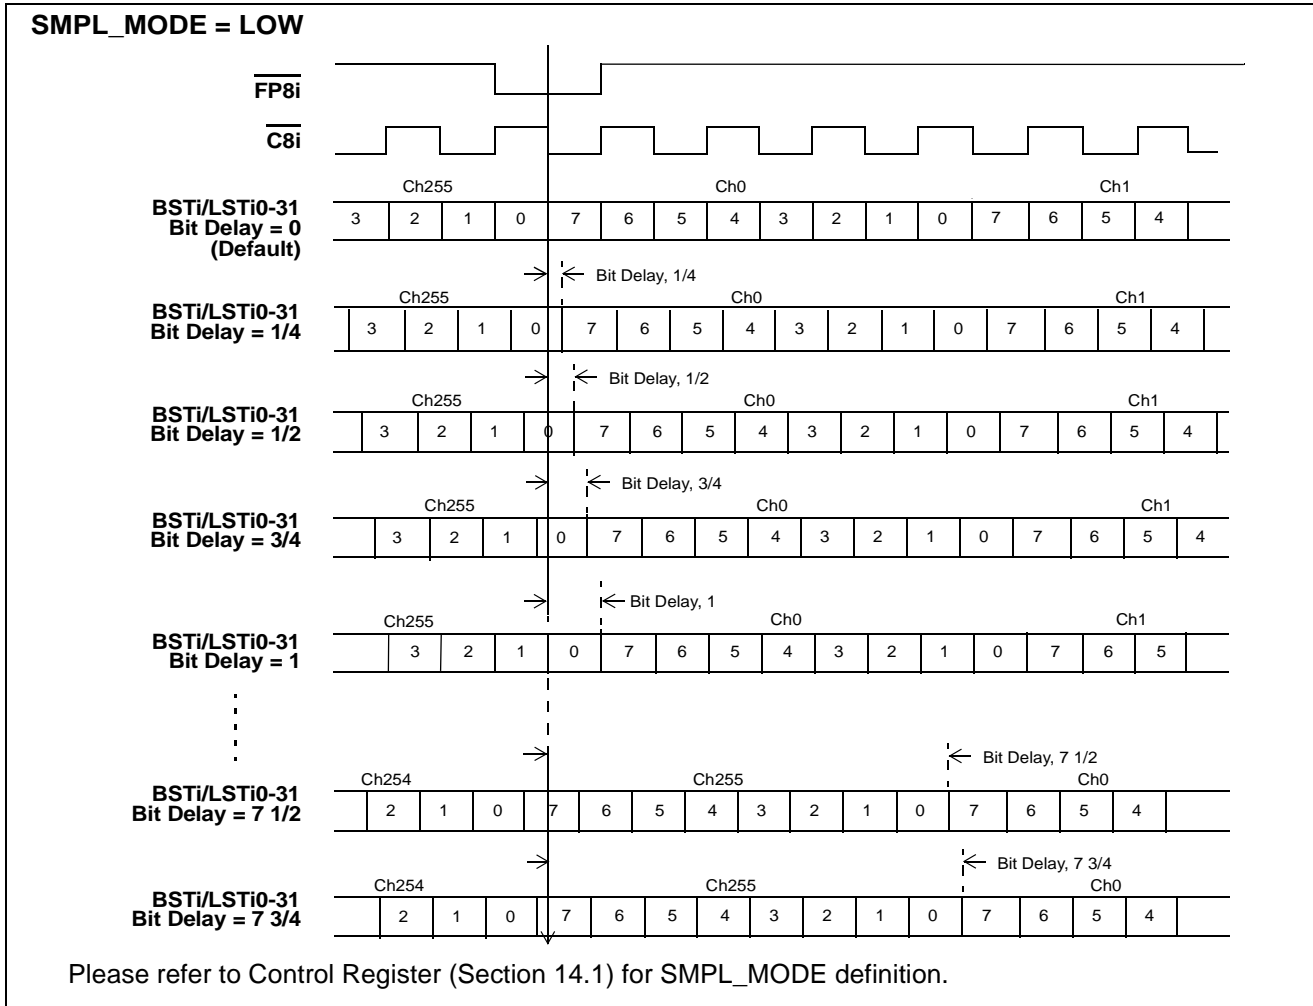 SMPL_MODE = LOW
FP8i
C8i
Ch255 Ch0 Ch1
BSTi/LSTi0-31
Bit Delay = 0
(Default)
3 2 1 0 7 6 5 4 3 2 1 0 7 6 5 4
Bit Delay, 1/4
Ch255 Ch0 Ch1
BSTi/LSTi0-31
Bit Delay = 1/4
3 2 1 0 7 6 5 4 3 2 1 0 7 6 5 4
Bit Delay, 1/2
Ch255 Ch0 Ch1
BSTi/LSTi0-31
Bit Delay = 1/2
3 2 1 0 7 6 5 4 3 2 1 0 7 6 5 4
Bit Delay, 3/4
Ch255 Ch0 Ch1
BSTi/LSTi0-31
Bit Delay = 3/4
3 2 1 0 7 6 5 4 3 2 1 0 7 6 5 4
Bit Delay, 1
Ch255 Ch0 Ch1
BSTi/LSTi0-31
Bit Delay = 1
3 2 1 0 7 6 5 4 3 2 1 0 7 6 5
Bit Delay, 7 1/2
Ch254 Ch255 Ch0
BSTi/LSTi0-31
Bit Delay = 7 1/2
2 1 0 7 6 5 4 3 2 1 0 7 6 5 4
Bit Delay, 7 3/4
Ch254 Ch255 Ch0
BSTi/LSTi0-31
Bit Delay = 7 3/4
2 1 0 7 6 5 4 3 2 1 0 7 6 5 4
Please refer to Control Register (Section 14.1) for SMPL_MODE definition.